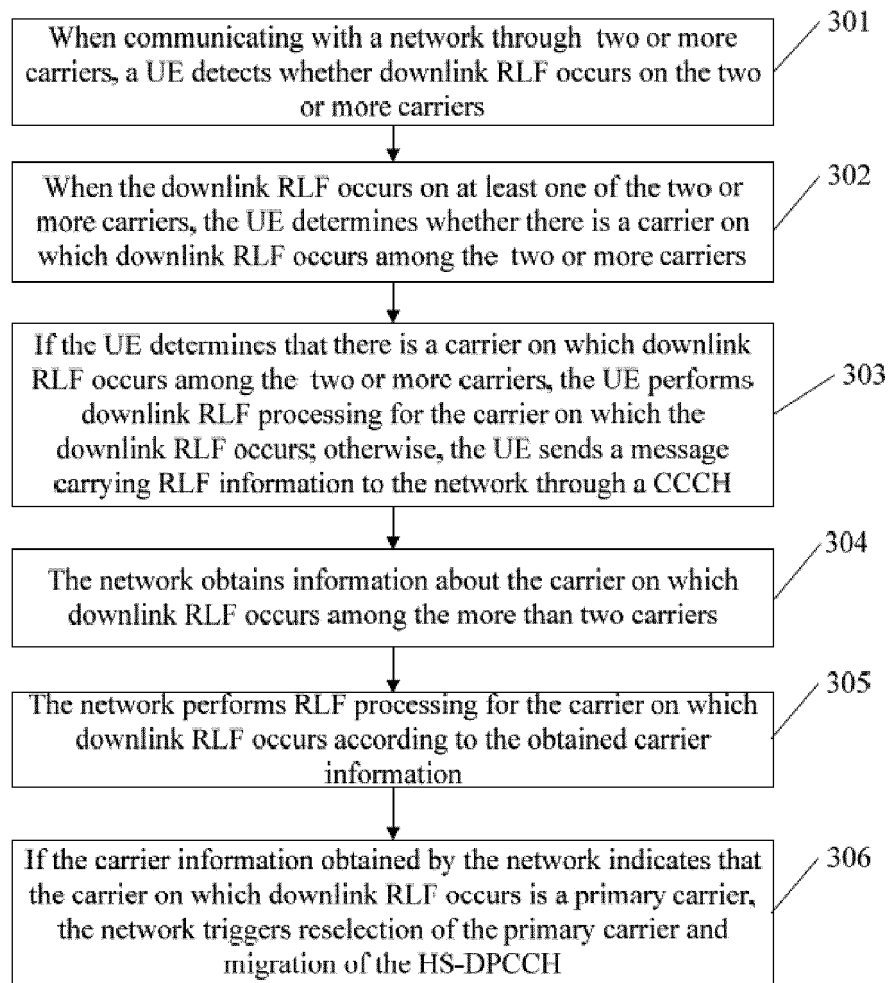 When communicating with a network through two or more
carriers, a UE detects whether downlink RLF occurs on the two
or more carriers
301
When the downlink RLF occurs on at least one of the two or
more carriers, the UE determines whether there is a carrier on
which downlink RLF occurs among the two or more carriers
302
If the UE determines that there is a carrier on which downlink
RLF occurs among the two or more carriers, the UE performs
downlink RLF processing for the carrier on which the
downlink RLF occurs; otherwise, the UE sends a message
carrying RLF information to the network through a CCCH
303
The network obtains information about the carrier on which
downlink RLF occurs among the more than two carriers
304
The network performs RLF processing for the carrier on which
downlink RLF occurs according to the obtained carrier
information
305
If the carrier information obtained by the network indicates that
the carrier on which downlink RLF occurs is a primary carrier,
the network triggers reselection of the primary carrier and
migration of the HS-DPCCH
306